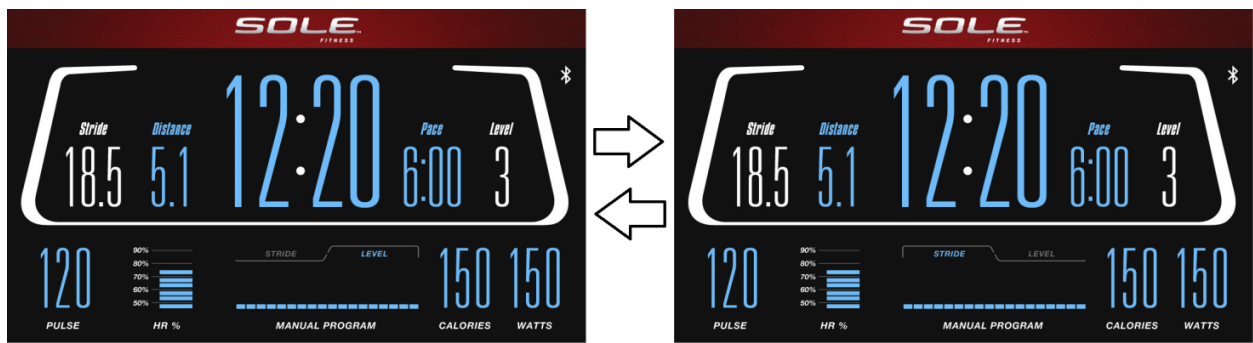 SOLE
FITNESS
Stride Distance 12:20 Pace Level
18.5 5.1 6:00 3
90%
80%
70%
60%
50%
STRIDE LEVEL
120 150 150
PULSE HR % MANUAL PROGRAM CALORIES WATTS
SOLE
FITNESS
Stride Distance 12:20 Pace Level
18.5 5.1 6:00 3
90%
80%
70%
60%
50%
STRIDE LEVEL
120 150 150
PULSE HR % MANUAL PROGRAM CALORIES WATTS